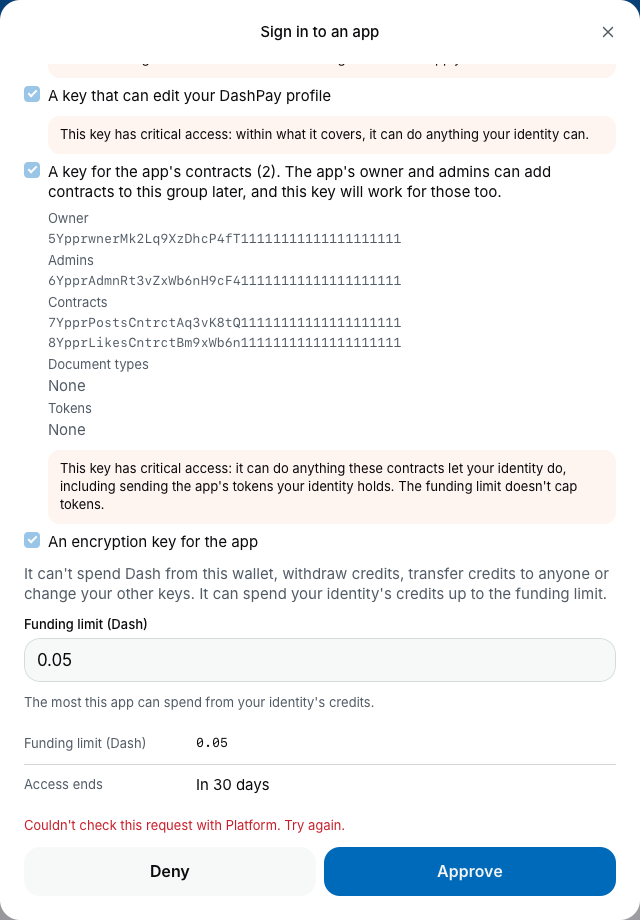 Sign in to an app
A key that can edit your DashPay profile
This key has critical access: within what it covers, it can do anything your identity can.
A key for the app's contracts (2). The app's owner and admins can add
contracts to this group later, and this key will work for those too.
Owner
5YpprwnerMk2Lq9XzDhcP4fT11111111111111111111
Admins
6YpprAdmnRt3vZxWb6nH9cF411111111111111111111
Contracts
7YpprPostsCntrctAq3vK8tQ11111111111111111111
8YpprLikesCntrctBm9xWb6n11111111111111111111
Document types
None
Tokens
None
This key has critical access: it can do anything these contracts let your identity do,
including sending the app's tokens your identity holds. The funding limit doesn't cap
tokens.
An encryption key for the app
It can't spend Dash from this wallet, withdraw credits, transfer credits to anyone or
change your other keys. It can spend your identity's credits up to the funding limit.
Funding limit (Dash)
0.05
The most this app can spend from your identity's credits.
Funding limit (Dash) 0.05
Access ends In 30 days
Couldn't check this request with Platform. Try again.
Deny Approve